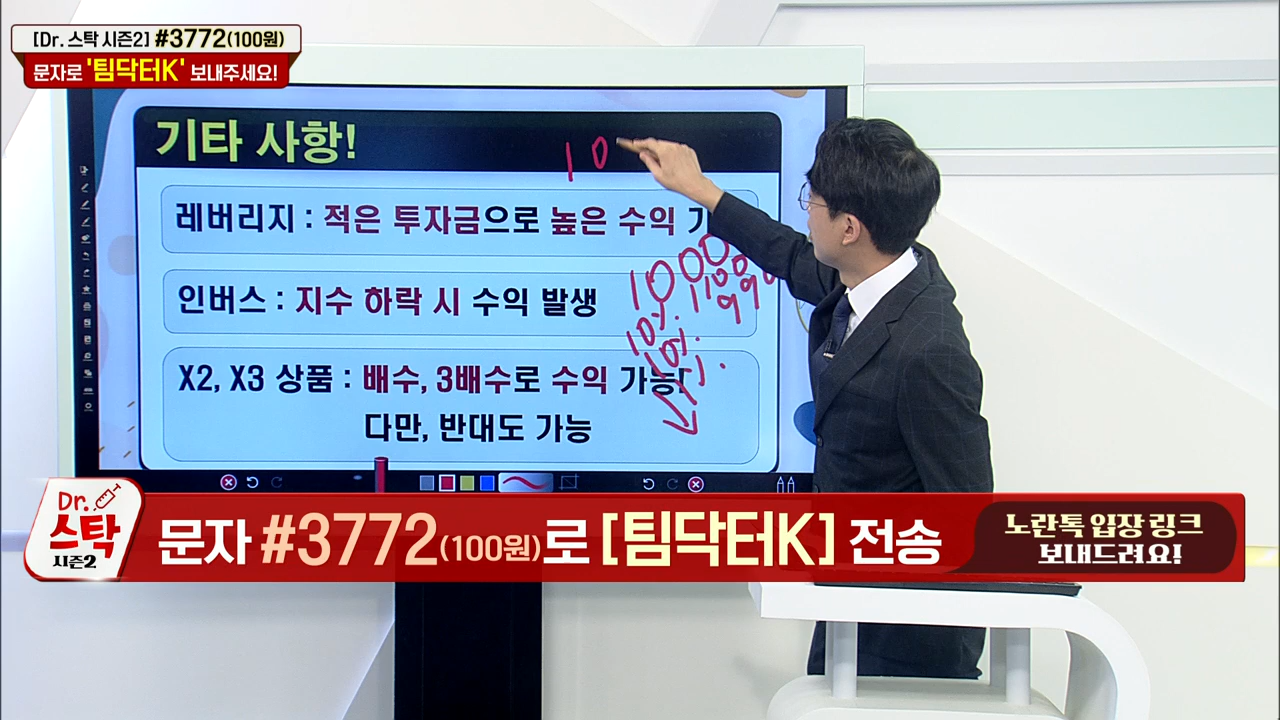 [Dr. 스탁 시즌2] #3772(100원)
문자로 '팀닥터K' 보내주세요!
기타 사항!
10
레버리지 : 적은 투자금으로 높은 수익
1000
1100
990
인버스 : 지수 하락 시 수익 발생
10%.
10%.
X2, X3 상품 : 배수, 3배수로 수익 가능!
다만, 반대도 가능
Dr.
스탁
시즌2
문자 #3772(100원)로 [팀닥터K] 전송
노란톡 입장 링크
보내드려요!